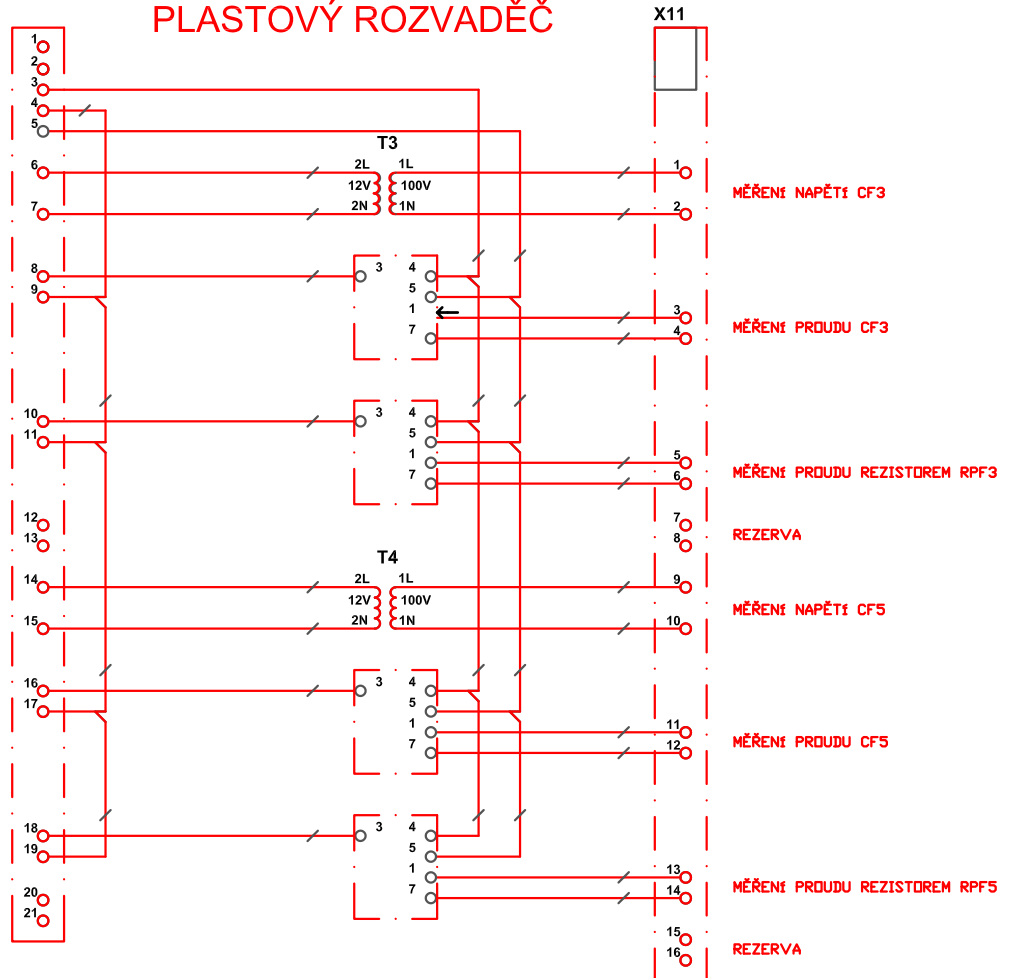 PLASTOVÝ ROZVADĚČ
X11
1
2
3
4
5
6
7
8
9
10
11
12
13
14
15
16
17
18
19
20
21
T3
2L 1L
12V 100V
2N 1N
3 4
5
1
7
3 4
5
1
7
T4
2L 1L
12V 100V
2N 1N
3 4
5
1
7
3 4
5
1
7
1
MĚŘENÍ NAPĚTÍ CF3
2
3
MĚŘENÍ PROUDU CF3
4
5
MĚŘENÍ PROUDU REZISTOREM RPF3
6
7
REZERVA
8
9
MĚŘENÍ NAPĚTÍ CF5
10
11
MĚŘENÍ PROUDU CF5
12
13
MĚŘENÍ PROUDU REZISTOREM RPF5
14
15
REZERVA
16